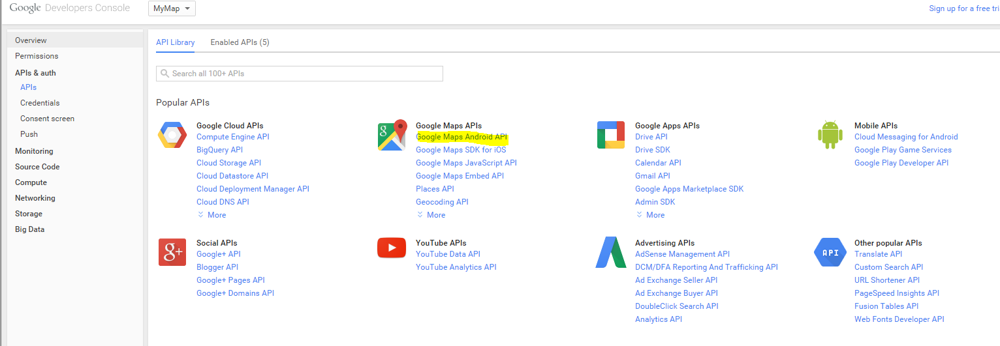 Google Developers Console
MyMap
Sign up for a free tri
Overview
Permissions
APIs & auth
APIs
Credentials
Consent screen
Push
Monitoring
Source Code
Compute
Networking
Storage
Big Data
API Library
Enabled APIs (5)
Search all 100+ APIs
Popular APIs
Google Cloud APIs
Compute Engine API
BigQuery API
Cloud Storage API
Cloud Datastore API
Cloud Deployment Manager API
Cloud DNS API
More
g
Google Maps APIs
Google Maps Android API
Google Maps SDK for iOS
Google Maps JavaScript API
Google Maps Embed API
Places API
Geocoding API
More
Google Apps APIs
Drive API
Drive SDK
Calendar API
Gmail API
Google Apps Marketplace SDK
Admin SDK
More
Mobile APIs
Cloud Messaging for Android
Google Play Game Services
Google Play Developer API
g+
Social APIs
Google+ API
Blogger API
Google+ Pages API
Google+ Domains API
YouTube APIs
YouTube Data API
YouTube Analytics API
Advertising APIs
AdSense Management API
DCM/DFA Reporting And Trafficking API
Ad Exchange Seller API
Ad Exchange Buyer API
DoubleClick Search API
Analytics API
API
Other popular APIs
Translate API
Custom Search API
URL Shortener API
PageSpeed Insights API
Fusion Tables API
Web Fonts Developer API